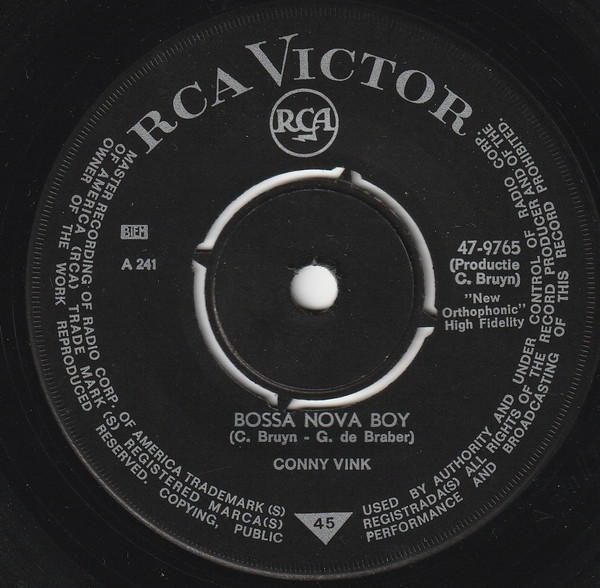 RCA VICTOR
RCA
BIEM
A 241
47-9765
(Productie
C. Bruyn)
"New
Orthophonic"
High Fidelity
BOSSA NOVA BOY
(C. Bruyn - G. de Braber)
CONNY VINK
45
MASTER RECORDING OF RADIO CORP. OF AMERICA TRADEMARK (S)
OF AMERICA (RCA) TRADE MARK (S) REGISTERED MARCA(S)
OWNER OF THE WORK REPRODUCED RESERVED. COPYING, PUBLIC
USED BY AUTHORITY AND UNDER CONTROL OF RADIO CORP.
REGISTRADA(S) ALL RIGHTS OF THE RECORD PRODUCER AND OF THE
PERFORMANCE AND BROADCASTING OF THIS RECORD PROHIBITED.